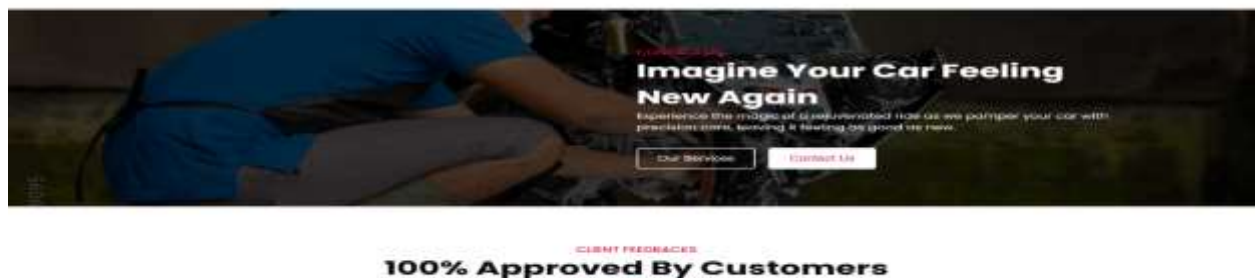 Imagine Your Car Feeling
New Again
Experience the magic of a rejuvenated ride as we pamper your car with
precision care, leaving it feeling as good as new.
Our Services
Contact Us
CLIENT FEEDBACKS
100% Approved By Customers